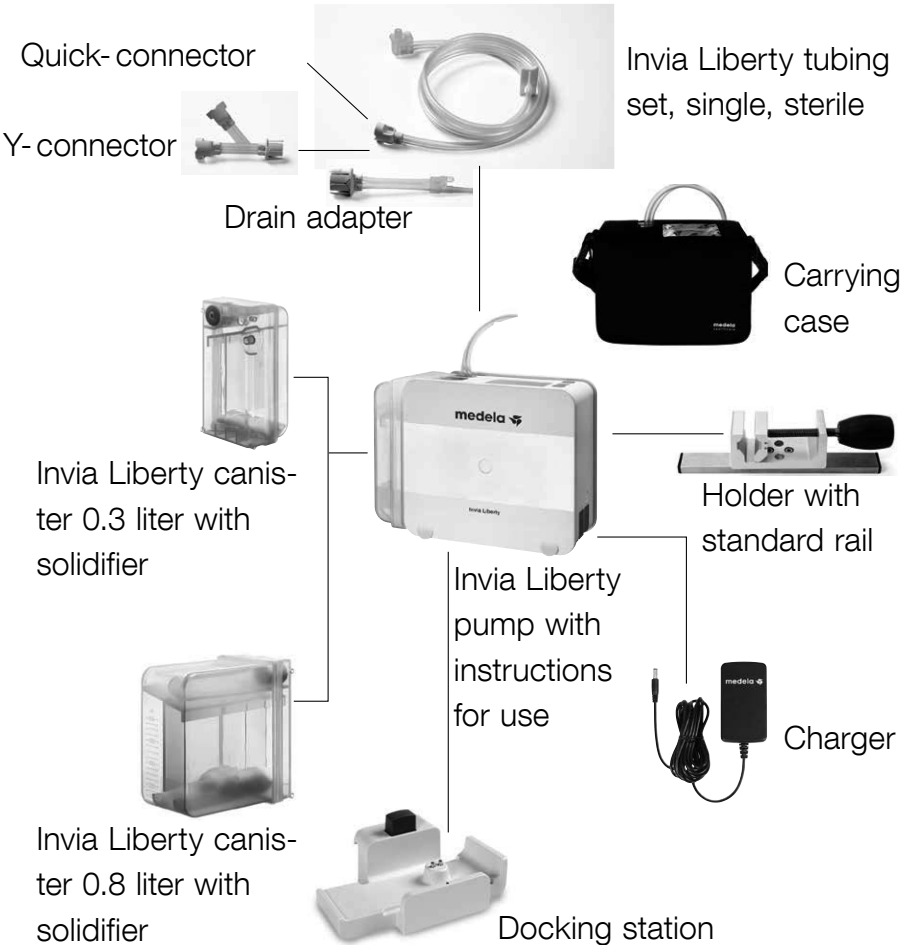 Quick- connector
Invia Liberty tubing
set, single, sterile
Y- connector
Drain adapter
Carrying
case
medela
medela
Invia Liberty
Invia Liberty canis-
ter 0.3 liter with
solidifier
Holder with
standard rail
Invia Liberty
pump with
instructions
for use
medela
Charger
Invia Liberty canis-
ter 0.8 liter with
solidifier
Docking station